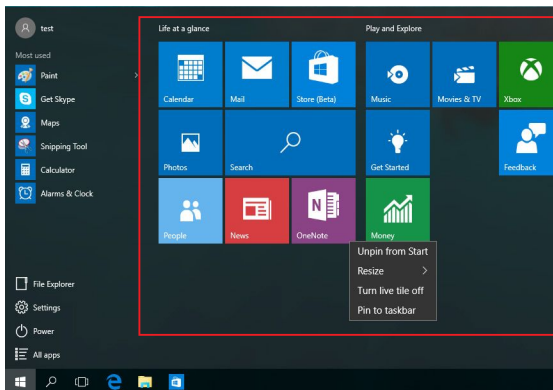 test
Most used
Paint
Get Skype
Maps
Snipping Tool
Calculator
Alarms & Clock
File Explorer
Settings
Power
All apps
Life at a glance
Calendar
Mail
Store (Beta)
Photos
Search
People
News
OneNote
Play and Explore
Music
Movies & TV
Xbox
Get Started
Feedback
Money
Unpin from Start
Resize
Turn live tile off
Pin to taskbar